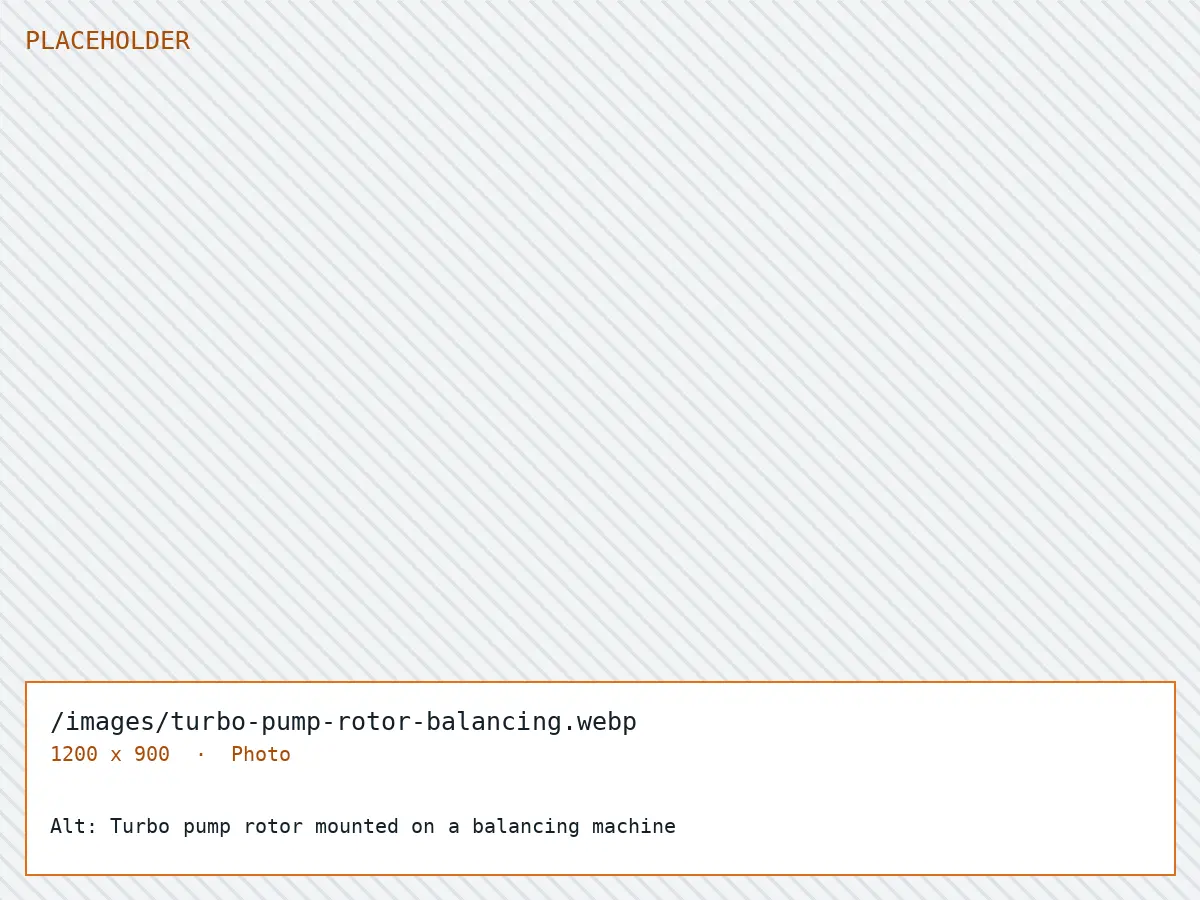 PLACEHOLDER
/images/turbo-pump-rotor-balancing.webp
1200 x 900 · Photo
Alt: Turbo pump rotor mounted on a balancing machine